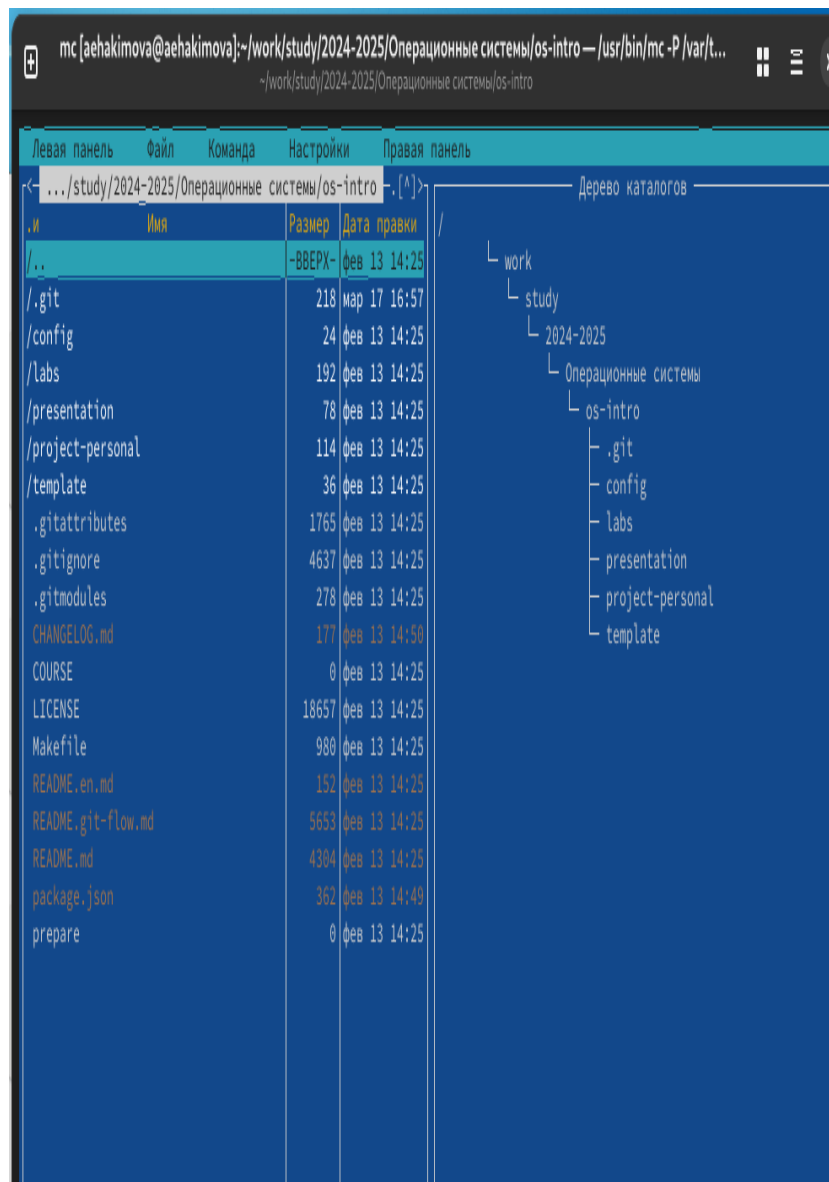 mc [aehakimova@aehakimova]:~/work/study/2024-2025/Операционные системы/os-intro — /usr/bin/mc -P /var/t...
~/work/study/2024-2025/Операционные системы/os-intro
Левая панель Файл Команда Настройки Правая панель
<- .../study/2024-2025/Операционные системы/os-intro -.[^]>
Дерево каталогов
.и Имя Размер Дата правки
/.. -ВВЕРХ- фев 13 14:25
/.git 218 мар 17 16:57
/config 24 фев 13 14:25
/labs 192 фев 13 14:25
/presentation 78 фев 13 14:25
/project-personal 114 фев 13 14:25
/template 36 фев 13 14:25
.gitattributes 1765 фев 13 14:25
.gitignore 4637 фев 13 14:25
.gitmodules 278 фев 13 14:25
CHANGELOG.md 177 фев 13 14:50
COURSE 0 фев 13 14:25
LICENSE 18657 фев 13 14:25
Makefile 980 фев 13 14:25
README.en.md 152 фев 13 14:25
README.git-flow.md 5653 фев 13 14:25
README.md 4304 фев 13 14:25
package.json 362 фев 13 14:49
prepare 0 фев 13 14:25
/
work
study
2024-2025
Операционные системы
os-intro
.git
config
labs
presentation
project-personal
template